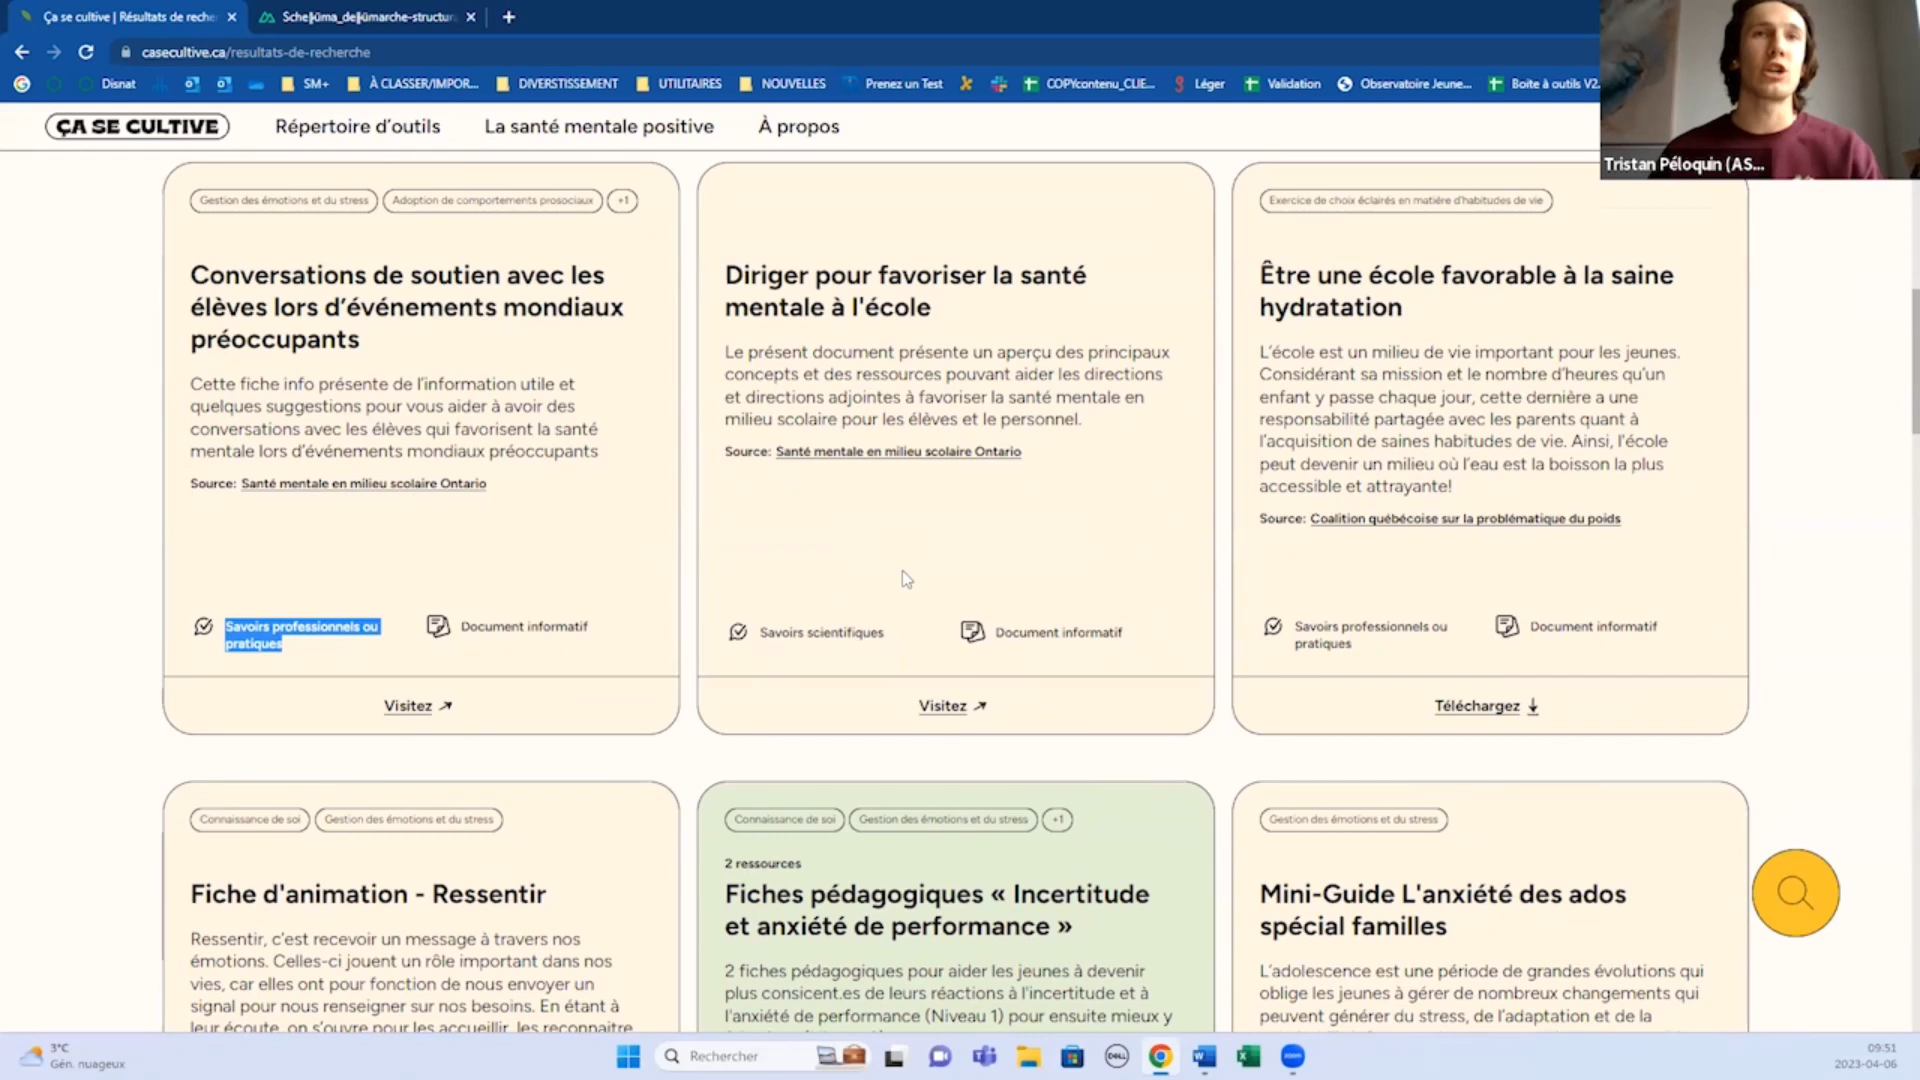 Ça se cultive | Résultats de reche
casecultive.ca/resultats-de-recherche
Disnat
SM+
À CLASSER/IMPOR...
DIVERSTISSEMENT
UTILITAIRES
NOUVELLES
Prenez un Test
COPYcontenu_CLIE...
Léger
Validation
Observatoire Jeune...
Boite à outils V2.
Tristan Péloquin (AS...
ÇA SE CULTIVE
Répertoire d'outils
La santé mentale positive
À propos
Gestion des émotions et du stress
Adoption de comportements prosociaux
+1
Conversations de soutien avec les
élèves lors d'événements mondiaux
préoccupants
Cette fiche info présente de l'information utile et
quelques suggestions pour vous aider à avoir des
conversations avec les élèves qui favorisent la santé
mentale lors d'événements mondiaux préoccupants
Source: Santé mentale en milieu scolaire Ontario
Savoirs professionnels ou
pratiques
Document informatif
Visitez
Diriger pour favoriser la santé
mentale à l'école
Le présent document présente un aperçu des principaux
concepts et des ressources pouvant aider les directions
et directions adjointes à favoriser la santé mentale en
milieu scolaire pour les élèves et le personnel.
Source: Santé mentale en milieu scolaire Ontario
Savoirs scientifiques
Document informatif
Visitez
Exercice de choix éclairés en matière d'habitudes de vie
Être une école favorable à la saine
hydratation
L'école est un milieu de vie important pour les jeunes.
Considérant sa mission et le nombre d'heures qu'un
enfant y passe chaque jour, cette dernière a une
responsabilité partagée avec les parents quant à
l'acquisition de saines habitudes de vie. Ainsi, l'école
peut devenir un milieu où l'eau est la boisson la plus
accessible et attrayante!
Source: Coalition québécoise sur la problématique du poids
Savoirs professionnels ou
pratiques
Document informatif
Téléchargez
Connaissance de soi
Gestion des émotions et du stress
Fiche d'animation - Ressentir
Ressentir, c'est recevoir un message à travers nos
émotions. Celles-ci jouent un rôle important dans nos
vies, car elles ont pour fonction de nous envoyer un
signal pour nous renseigner sur nos besoins. En étant à
leur écoute, on s'ouvre pour les accueillir, les reconnaitre
Connaissance de soi
Gestion des émotions et du stress
+1
2 ressources
Fiches pédagogiques « Incertitude
et anxiété de performance »
2 fiches pédagogiques pour aider les jeunes à devenir
plus consicent.es de leurs réactions à l'incertitude et à
l'anxiété de performance (Niveau 1) pour ensuite mieux y
Gestion des émotions et du stress
Mini-Guide L'anxiété des ados
spécial familles
L'adolescence est une période de grandes évolutions qui
oblige les jeunes à gérer de nombreux changements qui
peuvent générer du stress, de l'adaptation et de la
3°C
Gén. nuageux
Rechercher
DELL
zoom
09:51
2023-04-06